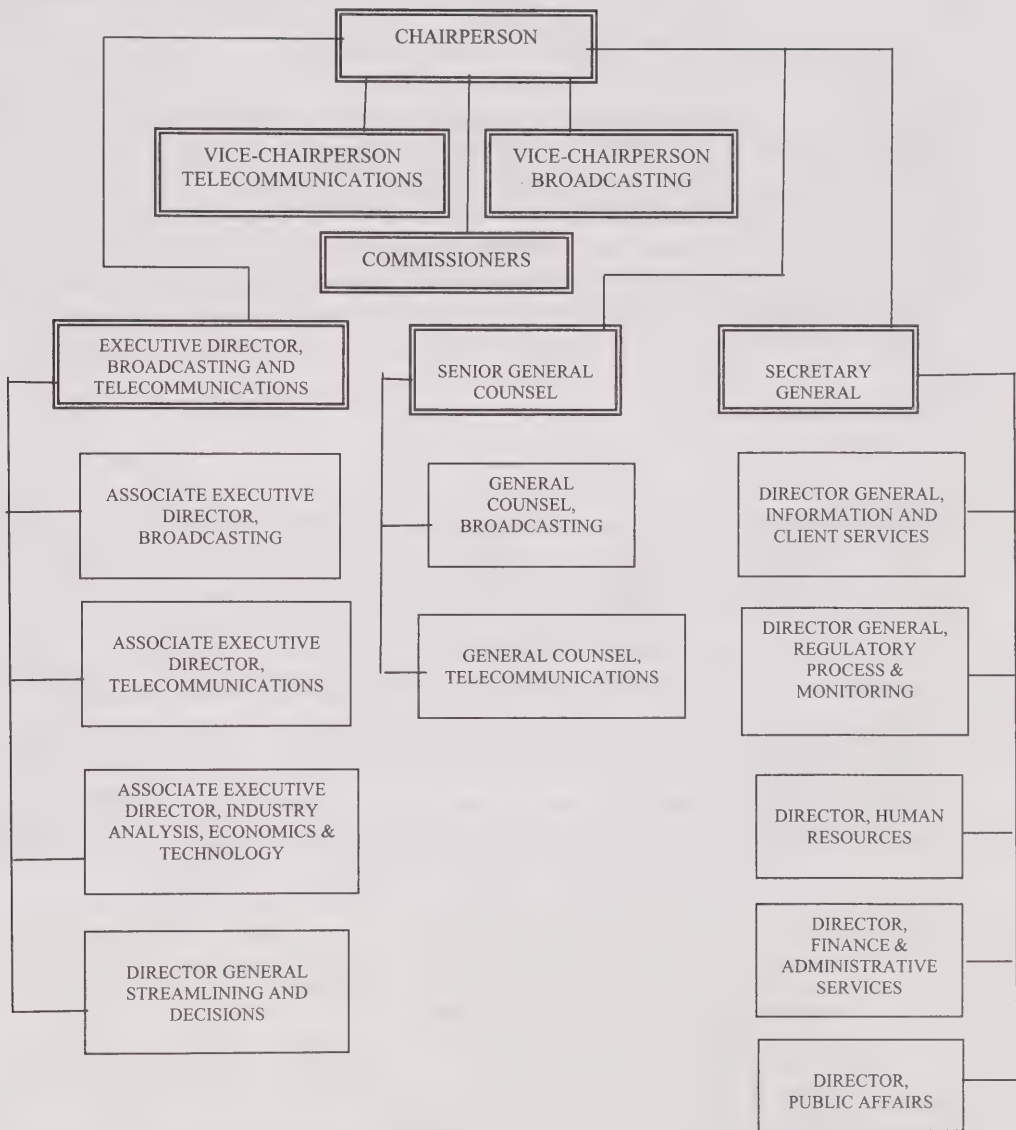 CHAIRPERSON
VICE-CHAIRPERSON
TELECOMMUNICATIONS
VICE-CHAIRPERSON
BROADCASTING
COMMISSIONERS
EXECUTIVE DIRECTOR,
BROADCASTING AND
TELECOMMUNICATIONS
SENIOR GENERAL
COUNSEL
SECRETARY
GENERAL
ASSOCIATE EXECUTIVE
DIRECTOR,
BROADCASTING
GENERAL
COUNSEL,
BROADCASTING
DIRECTOR GENERAL,
INFORMATION AND
CLIENT SERVICES
ASSOCIATE EXECUTIVE
DIRECTOR,
TELECOMMUNICATIONS
GENERAL COUNSEL,
TELECOMMUNICATIONS
DIRECTOR GENERAL,
REGULATORY
PROCESS &
MONITORING
ASSOCIATE EXECUTIVE
DIRECTOR, INDUSTRY
ANALYSIS, ECONOMICS &
TECHNOLOGY
DIRECTOR, HUMAN
RESOURCES
DIRECTOR GENERAL
STREAMLINING AND
DECISIONS
DIRECTOR,
FINANCE &
ADMINISTRATIVE
SERVICES
DIRECTOR,
PUBLIC AFFAIRS